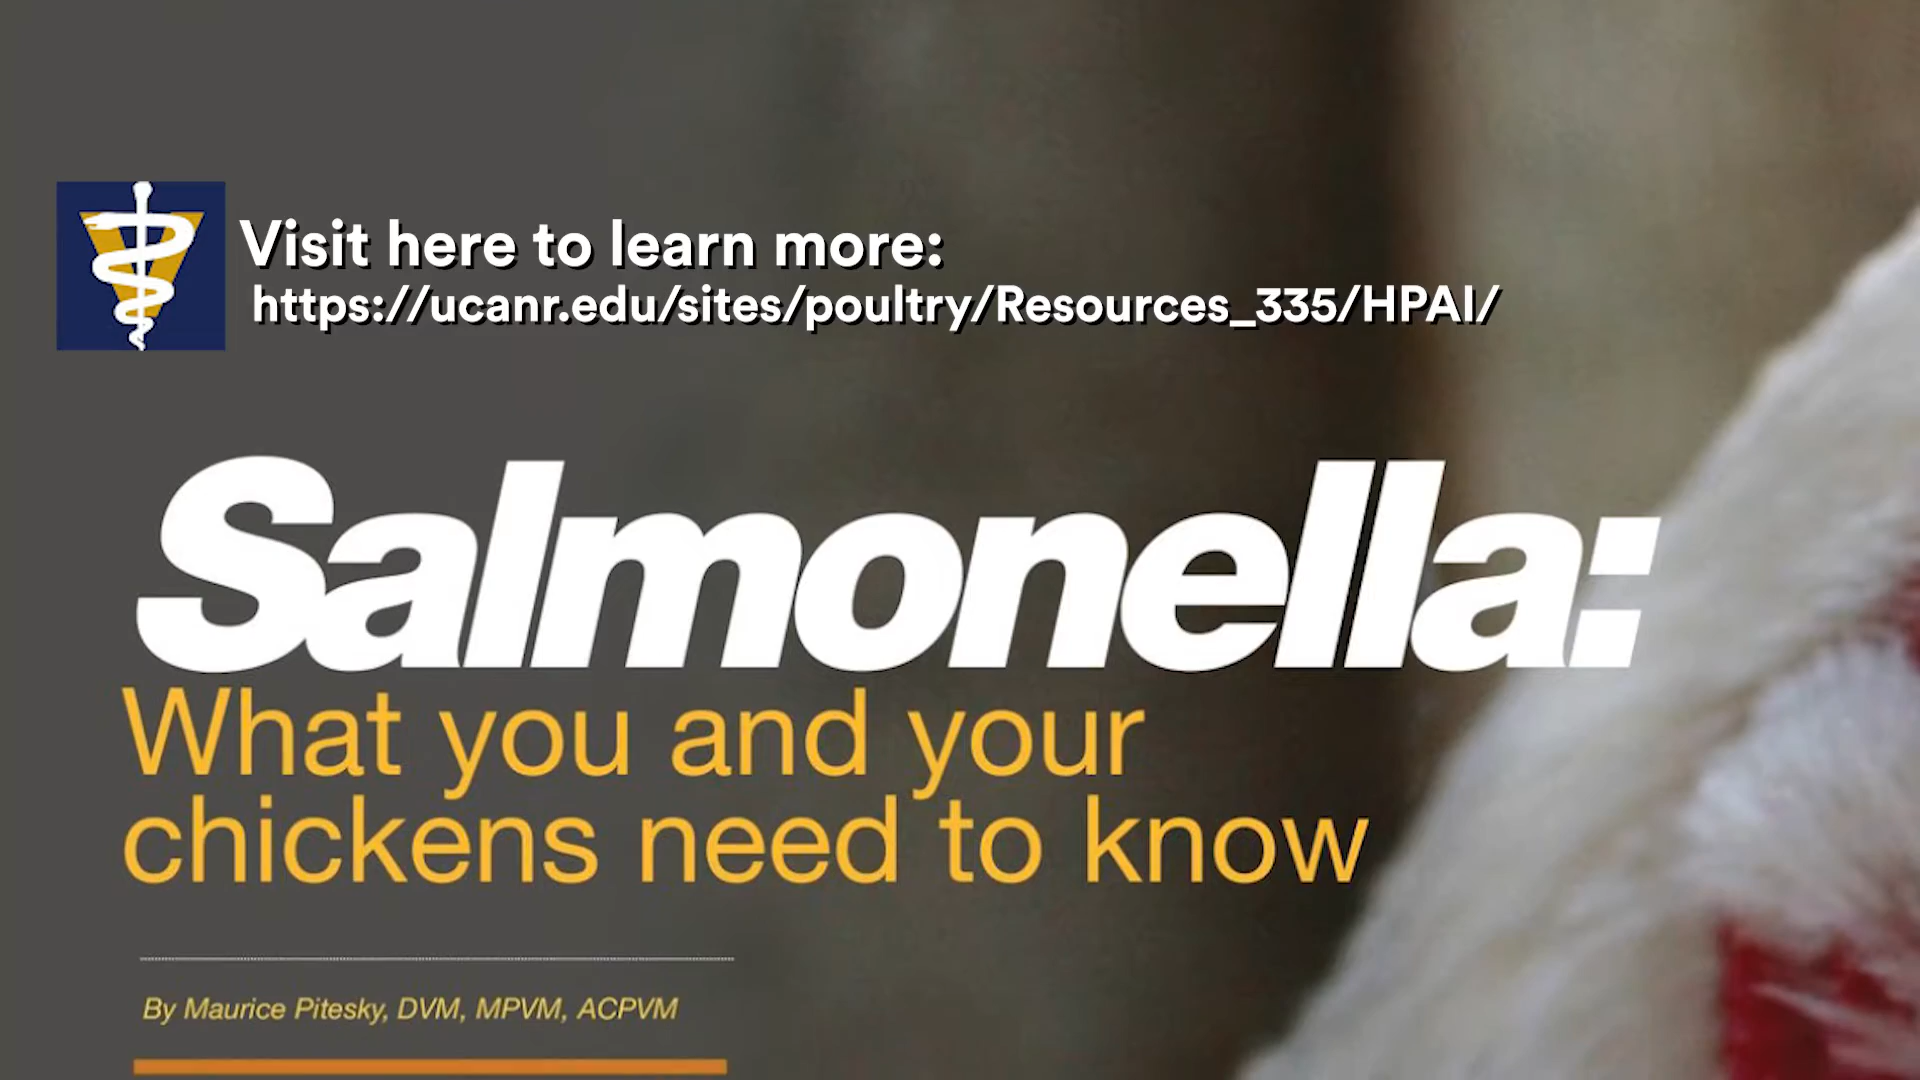 Visit here to learn more:
https://ucanr.edu/sites/poultry/Resources_335/HPAI/
Salmonella:
What you and your
chickens need to know
By Maurice Pitesky, DVM, MPVM, ACPVM